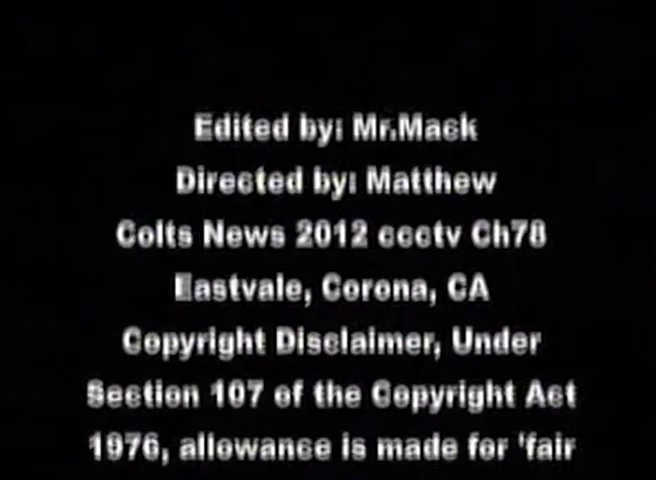 Edited by: Mr.Mack
Directed by: Matthew
Colts News 2012 ccctv Ch78
Eastvale, Corona, CA
Copyright Disclaimer, Under
Section 107 of the Copyright Act
1976, allowance is made for 'fair